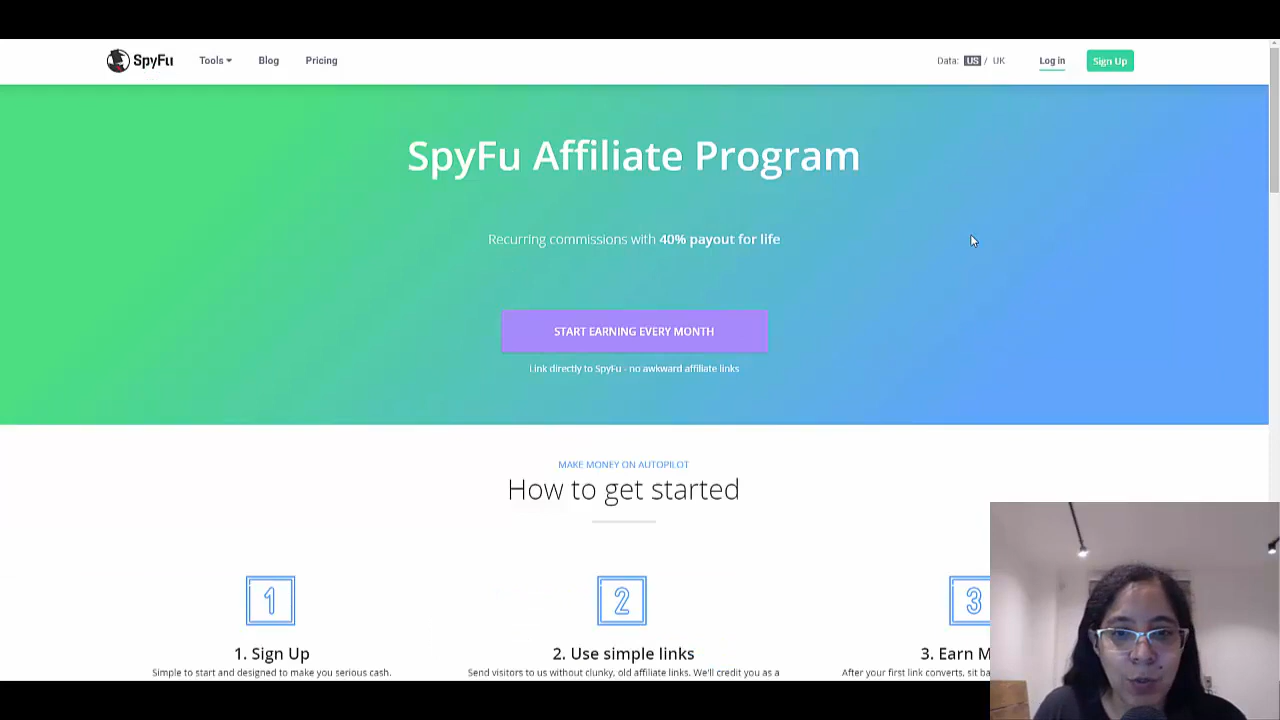 SpyFu
Tools
Blog
Pricing
Data: US / UK
Log in
Sign Up
SpyFu Affiliate Program
Recurring commissions with 40% payout for life
START EARNING EVERY MONTH
Link directly to SpyFu - no awkward affiliate links
MAKE MONEY ON AUTOPILOT
How to get started
1
2
3
1. Sign Up
2. Use simple links
3. Earn M
Simple to start and designed to make you serious cash.
Send visitors to us without clunky, old affiliate links. We'll credit you as a
After your first link converts, sit ba